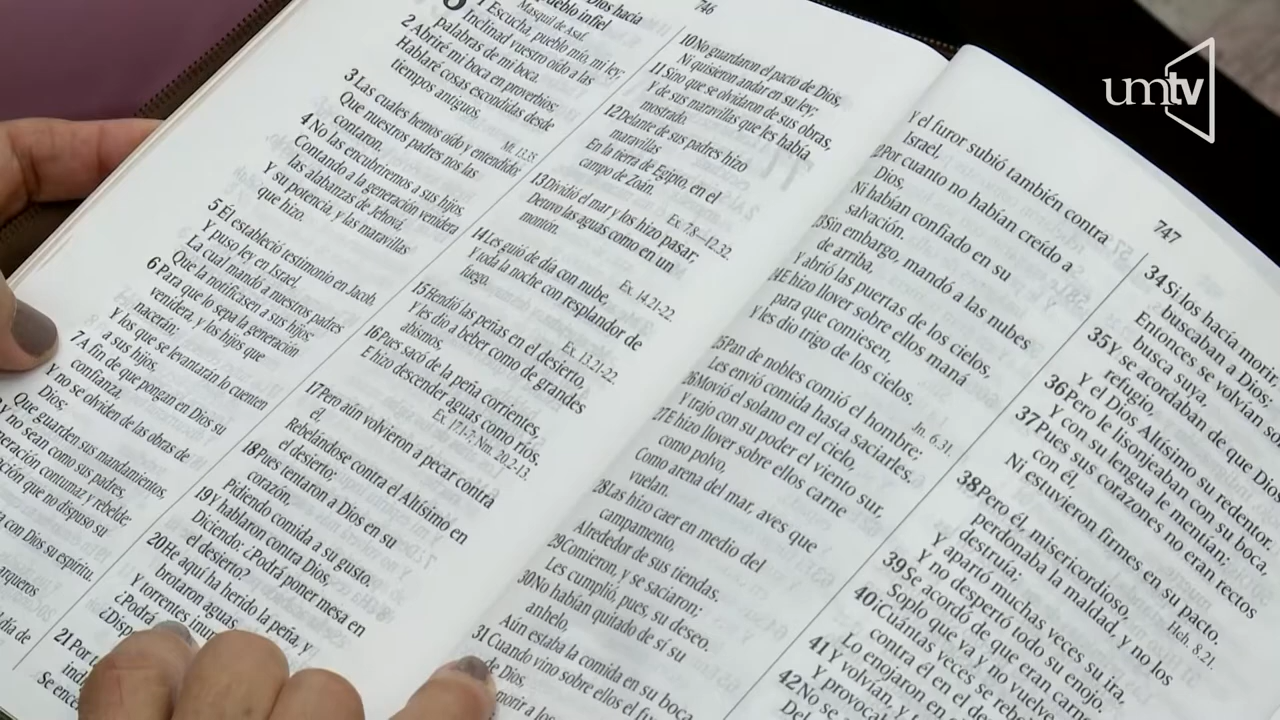 746
Dios hacía
pueblo infiel
Masquil de Asaf.
1 Escucha, pueblo mío, mi ley;
Inclinad vuestro oído a las
palabras de mi boca.
2 Abriré mi boca en proverbios;
Hablaré cosas escondidas desde
tiempos antiguos,
Mt. 13.35
3 Las cuales hemos oído y entendido;
Que nuestros padres nos las
contaron.
4 No las encubriremos a sus hijos,
Contando a la generación venidera
las alabanzas de Jehová,
Y su potencia, y las maravillas
que hizo.
5 Él estableció testimonio en Jacob,
Y puso ley en Israel,
La cual mandó a nuestros padres
Que la notificasen a sus hijos;
6 Para que lo sepa la generación
venidera, y los hijos que
nacerán;
Y los que se levantarán lo cuenten
a sus hijos,
7 A fin de que pongan en Dios su
confianza,
Y no se olviden de las obras de
Dios;
Que guarden sus mandamientos,
Y no sean como sus padres,
contumaz y rebelde;
que no dispuso su
con Dios su espíritu.
arqueros
día de
10 No guardaron el pacto de Dios,
Ni quisieron andar en su ley;
11 Sino que se olvidaron de sus obras,
Y de sus maravillas que les había
mostrado.
12 Delante de sus padres hizo
maravillas
En la tierra de Egipto, en el
campo de Zoán.
Ex. 7.8–12.32
13 Dividió el mar y los hizo pasar;
Detuvo las aguas como en un
montón.
Ex. 14.21-22.
14 Les guió de día con nube,
Y toda la noche con resplandor de
fuego.
Ex. 13.21-22.
15 Hendió las peñas en el desierto,
Y les dio a beber como de grandes
abismos,
16 Pues sacó de la peña corrientes,
E hizo descender aguas como ríos.
Ex. 17.1-7; Nm. 20.2-13.
17 Pero aún volvieron a pecar contra
él,
Rebelándose contra el Altísimo en
el desierto;
18 Pues tentaron a Dios en su
corazón,
Pidiendo comida a su gusto.
19 Y hablaron contra Dios,
Diciendo: ¿Podrá poner mesa en
el desierto?
20 He aquí ha herido la peña, y
brotaron aguas,
Y torrentes
¿Podrá
21 Por
747
Y el furor subió también contra
Israel,
Por cuanto no habían creído a
Dios,
Ni habían confiado en su
salvación.
Sin embargo, mandó a las nubes
de arriba,
Y abrió las puertas de los cielos,
24 E hizo llover sobre ellos maná
para que comiesen,
Y les dio trigo de los cielos.
Jn. 6.31.
25 Pan de nobles comió el hombre;
Les envió comida hasta saciarles.
26 Movió el solano en el cielo,
Y trajo con su poder el viento sur,
27 E hizo llover sobre ellos carne
como polvo,
Como arena del mar, aves que
vuelan.
28 Las hizo caer en medio del
campamento,
Alrededor de sus tiendas.
29 Comieron, y se saciaron;
Les cumplió, pues, su deseo.
30 No habían quitado de sí su
anhelo,
Aún estaba la comida en su boca
31 Cuando vino sobre ellos el
de Dios,
34 Si los hacía morir,
buscaban a Dios;
Entonces se volvían
busca suya,
35 Y se acordaban de que Dios
refugio,
Y el Dios Altísimo su redentor.
36 Pero le lisonjeaban con su boca,
Y con su lengua le mentían;
37 Pues sus corazones no eran rectos
con él,
Ni estuvieron firmes en su pacto.
Hch. 8.21.
38 Pero él, misericordioso,
perdonaba la maldad, y no los
destruía;
Y apartó muchas veces su ira,
Y no despertó todo su enojo.
39 Se acordó de que eran carne,
Soplo que va y no vuelve
40 ¡Cuántas veces se
contra él en el
Lo enojaron en
41 Y volvían, y
Y provocaban
42 No se
Del
umtv